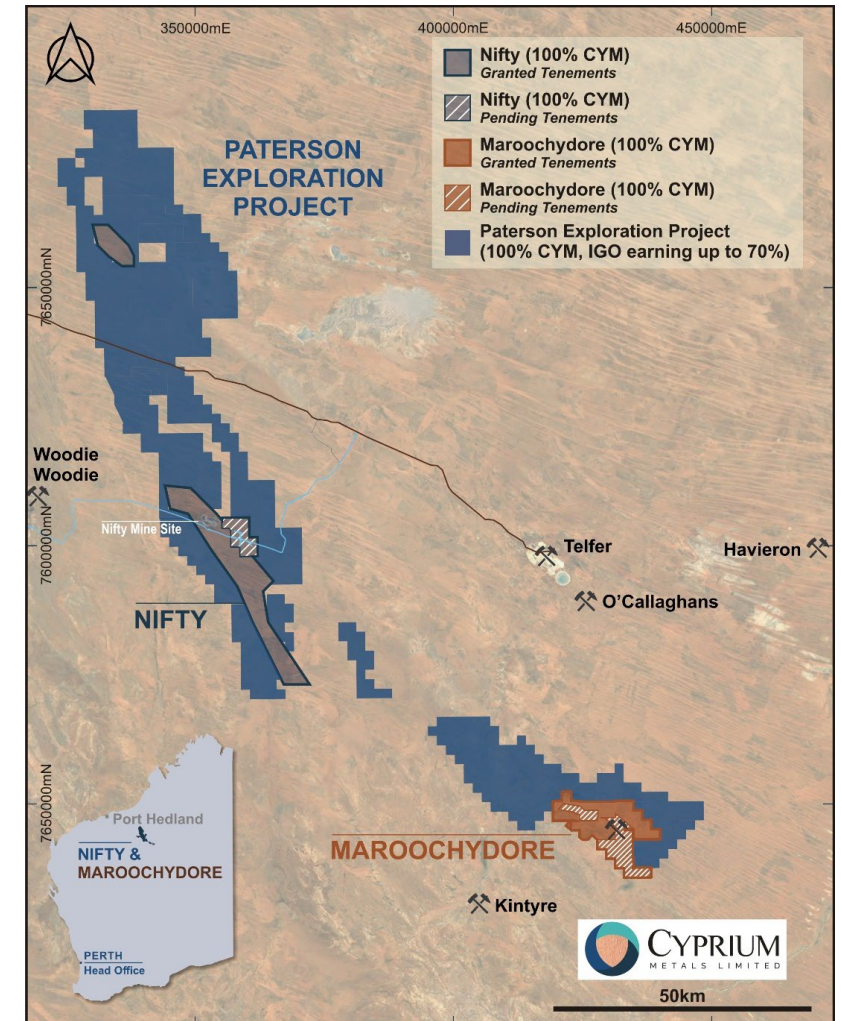 350000mE
400000mE
450000mE
Nifty (100% CYM)
Granted Tenements
Nifty (100% CYM)
Pending Tenements
Maroochydore (100% CYM)
Granted Tenements
Maroochydore (100% CYM)
Pending Tenements
Paterson Exploration Project
(100% CYM, IGO earning up to 70%)
PATERSON
EXPLORATION
PROJECT
7650000mN
Woodie
Woodie
Nifty Mine Site
7600000mN
Telfer
Havieron
O'Callaghans
NIFTY
7650000mN
MAROOCHYDORE
Kintyre
Port Hedland
NIFTY &
MAROOCHYDORE
PERTH
Head Office
CYPRIUM
METALS LIMITED
50km